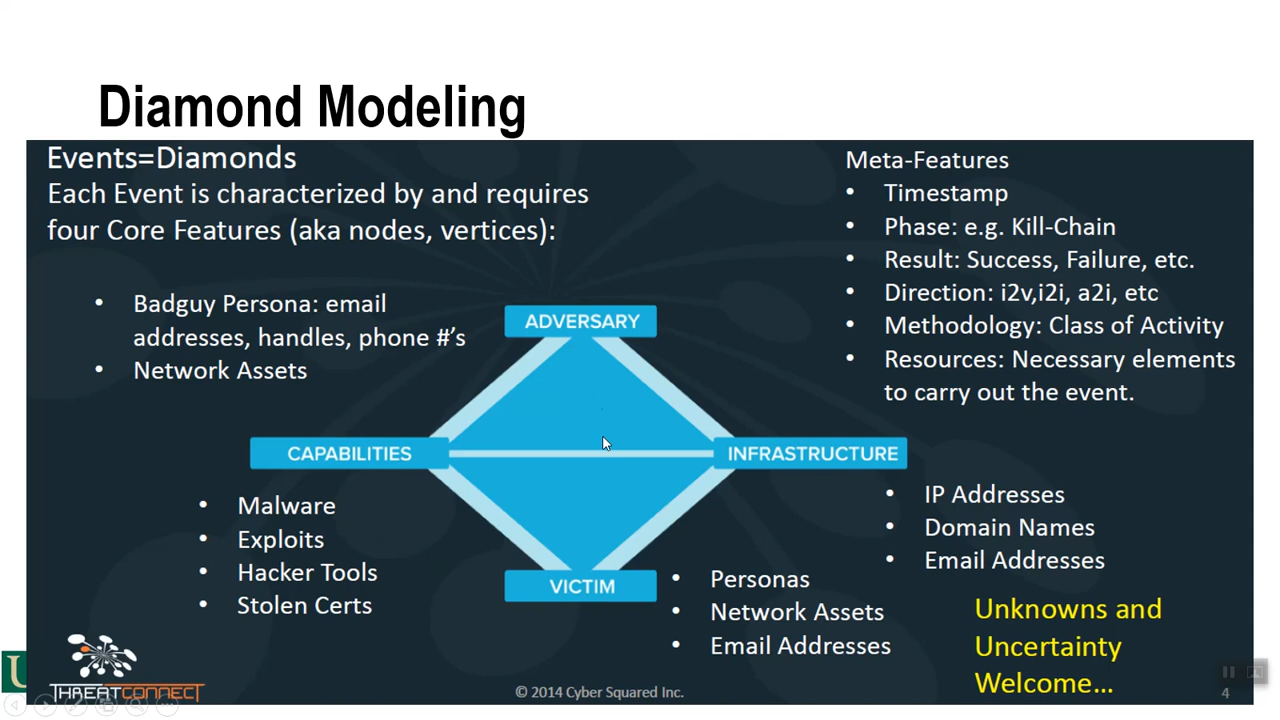 Diamond Modeling
Events=Diamonds
Each Event is characterized by and requires
four Core Features (aka nodes, vertices):
• Badguy Persona: email
addresses, handles, phone #'s
• Network Assets
Meta-Features
• Timestamp
• Phase: e.g. Kill-Chain
• Result: Success, Failure, etc.
• Direction: i2v,i2i, a2i, etc
• Methodology: Class of Activity
• Resources: Necessary elements
to carry out the event.
ADVERSARY
CAPABILITIES
INFRASTRUCTURE
• Malware
• Exploits
• Hacker Tools
• Stolen Certs
• IP Addresses
• Domain Names
• Email Addresses
VICTIM
• Personas
• Network Assets
• Email Addresses
Unknowns and
Uncertainty
Welcome...
U
THREATCONNECT
© 2014 Cyber Squared Inc.
4